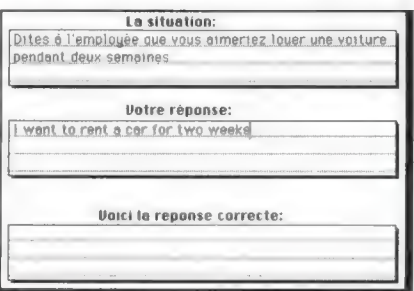 La situation:
Dites à l'employée que vous aimeriez louer une voiture
pendant deux semaines
Votre réponse:
I want to rent a car for two weeks
Voici la reponse correcte: